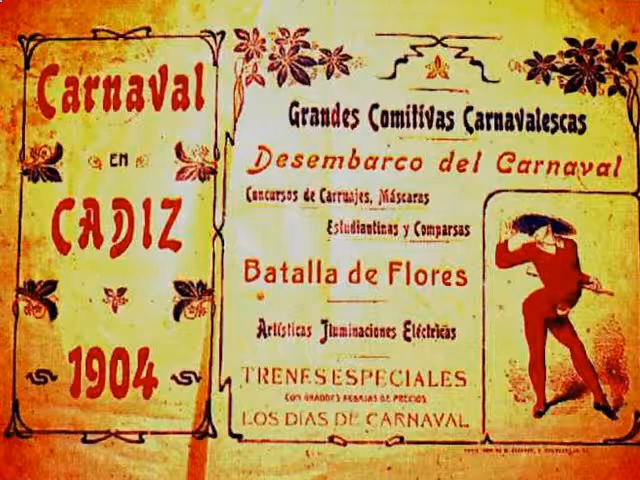 Carnaval
EN
CADIZ
1904
Grandes Comitivas Carnavalescas
Desembarco del Carnaval
Concursos de Carruajes, Máscaras
Estudiantinas y Comparsas
Batalla de Flores
Artísticas Iluminaciones Eléctricas
TRENES ESPECIALES
CON GRANDES REBAJAS DE PRECIOS
LOS DÍAS DE CARNAVAL